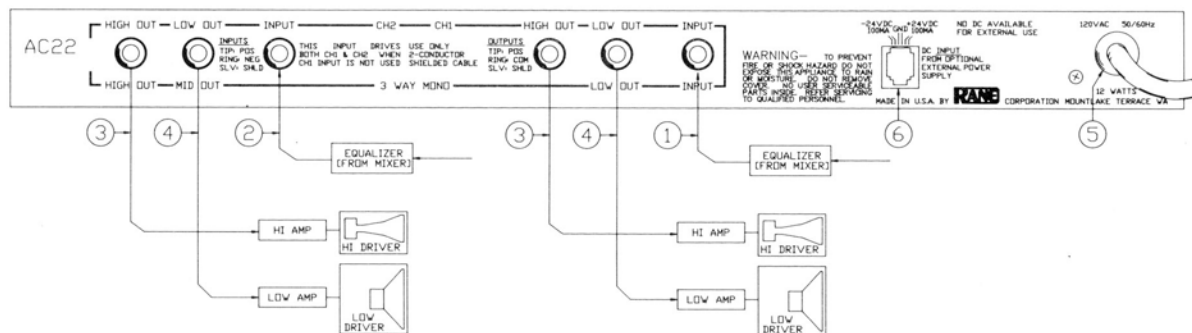 AC22
HIGH OUT LOW OUT INPUT CH2 CH1 HIGH OUT LOW OUT INPUT
INPUTS
TIP: POS
RING: NEG
SLV: SHLD
THIS INPUT DRIVES
BOTH CH1 & CH2 WHEN
CH1 INPUT IS NOT USED
USE ONLY
2-CONDUCTOR
SHIELDED CABLE
OUTPUTS
TIP: POS
RING: COM
SLV: SHLD
HIGH OUT MID OUT 3 WAY MONO LOW OUT INPUT
WARNING— TO PREVENT
FIRE OR SHOCK HAZARD DO NOT
EXPOSE THIS APPLIANCE TO RAIN
OR MOISTURE. DO NOT REMOVE
COVER. NO USER SERVICEABLE
PARTS INSIDE. REFER SERVICING
TO QUALIFIED PERSONNEL.
-24VDC +24VDC
100MA GND 100MA
NO DC AVAILABLE
FOR EXTERNAL USE
DC INPUT
FROM OPTIONAL
EXTERNAL POWER
SUPPLY
120VAC 50/60Hz
12 WATTS
MADE IN U.S.A. BY RANE CORPORATION MOUNTLAKE TERRACE WA
3 4 2 3 4 1 6 5
EQUALIZER
(FROM MIXER)
EQUALIZER
(FROM MIXER)
HI AMP
HI DRIVER
HI AMP
HI DRIVER
LOW AMP
LOW
DRIVER
LOW AMP
LOW
DRIVER